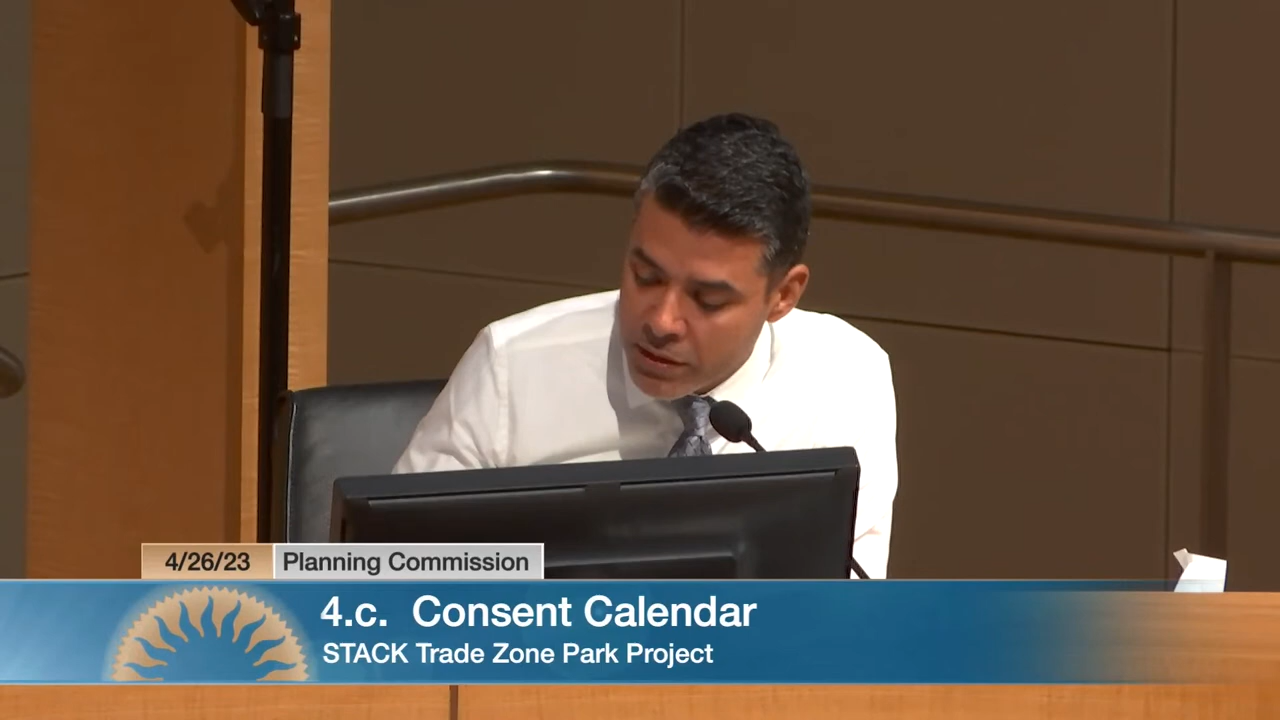 4/26/23 Planning Commission
4.c. Consent Calendar
STACK Trade Zone Park Project